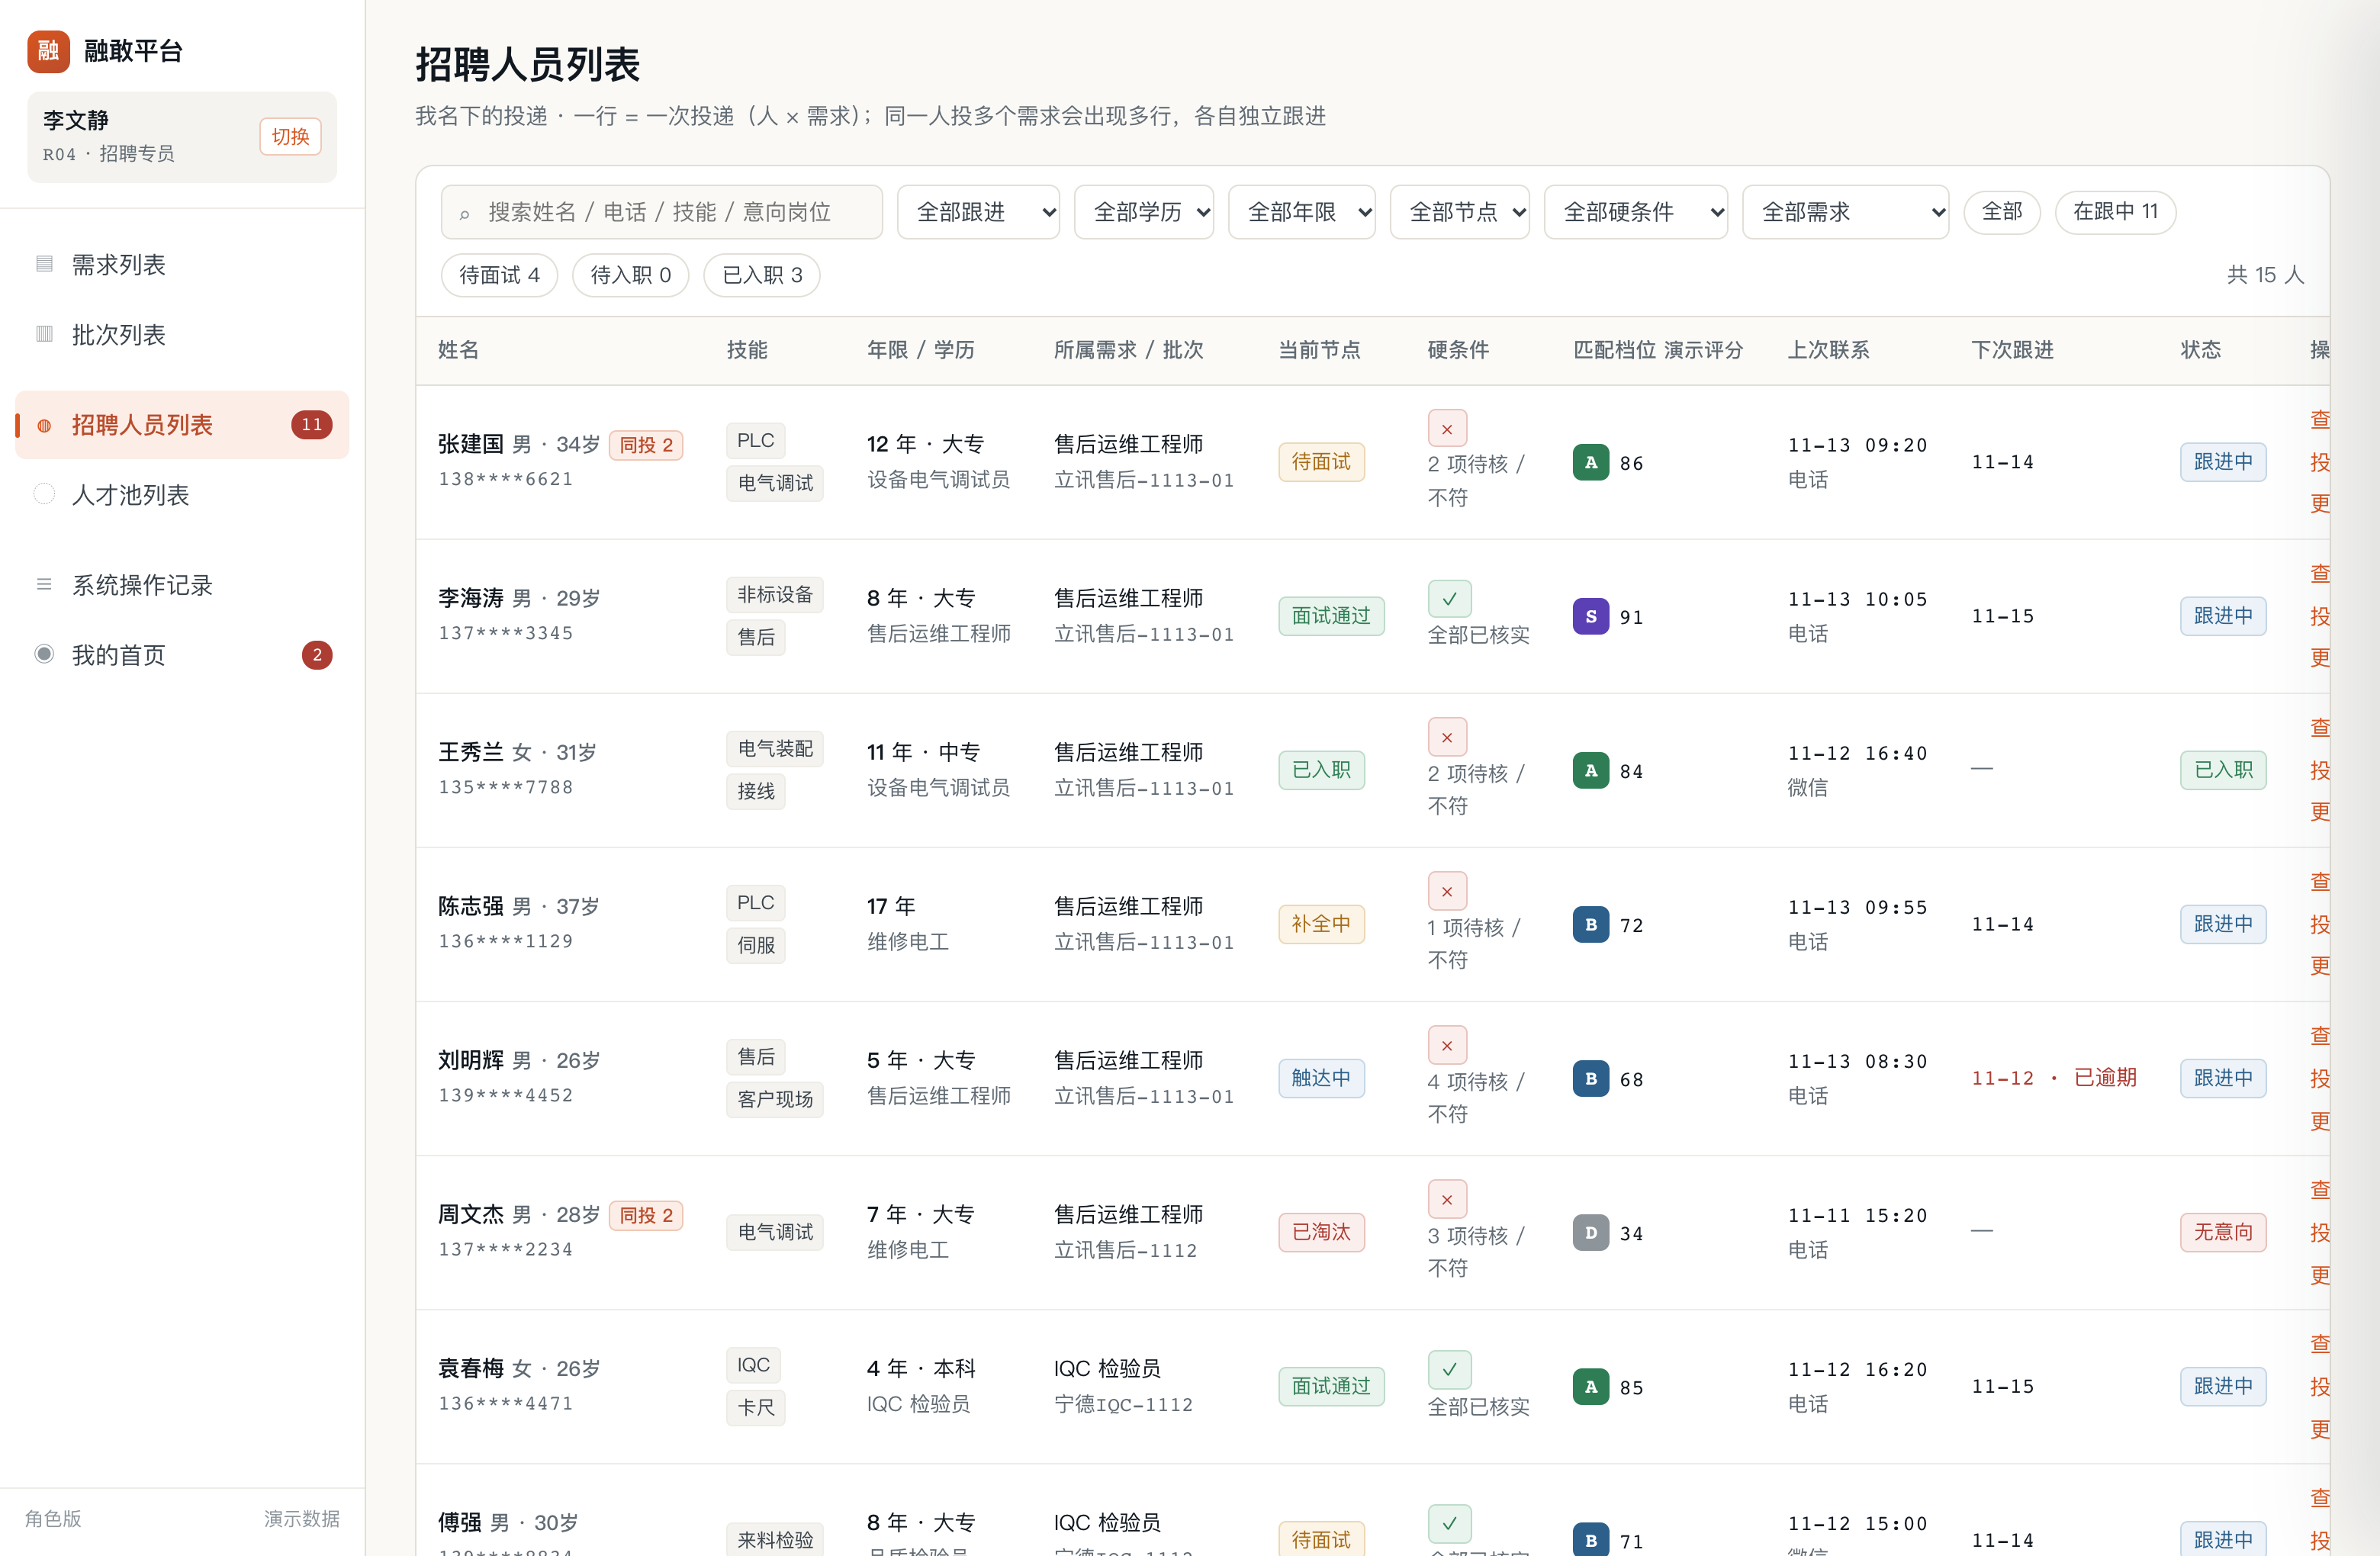 融 融敢平台
李文静
R04 · 招聘专员
切换
需求列表
批次列表
招聘人员列表 11
人才池列表
系统操作记录
我的首页 2
角色版 演示数据
招聘人员列表
我名下的投递 · 一行 = 一次投递（人 × 需求）；同一人投多个需求会出现多行，各自独立跟进
搜索姓名 / 电话 / 技能 / 意向岗位 全部跟进 全部学历 全部年限 全部节点 全部硬条件 全部需求 全部 在跟中 11
待面试 4 待入职 0 已入职 3 共 15 人
姓名 技能 年限 / 学历 所属需求 / 批次 当前节点 硬条件 匹配档位 演示评分 上次联系 下次跟进 状态 操
张建国 男 · 34岁 同投 2
138****6621
PLC
电气调试
12 年 · 大专
设备电气调试员
售后运维工程师
立讯售后-1113-01
待面试
×
2 项待核 /
不符
A 86
11-13 09:20
电话
11-14
跟进中
查
投
更
李海涛 男 · 29岁
137****3345
非标设备
售后
8 年 · 大专
售后运维工程师
售后运维工程师
立讯售后-1113-01
面试通过
✓
全部已核实
S 91
11-13 10:05
电话
11-15
跟进中
查
投
更
王秀兰 女 · 31岁
135****7788
电气装配
接线
11 年 · 中专
设备电气调试员
售后运维工程师
立讯售后-1113-01
已入职
×
2 项待核 /
不符
A 84
11-12 16:40
微信
—
已入职
查
投
更
陈志强 男 · 37岁
136****1129
PLC
伺服
17 年
维修电工
售后运维工程师
立讯售后-1113-01
补全中
×
1 项待核 /
不符
B 72
11-13 09:55
电话
11-14
跟进中
查
投
更
刘明辉 男 · 26岁
139****4452
售后
客户现场
5 年 · 大专
售后运维工程师
售后运维工程师
立讯售后-1113-01
触达中
×
4 项待核 /
不符
B 68
11-13 08:30
电话
11-12 · 已逾期
跟进中
查
投
更
周文杰 男 · 28岁 同投 2
137****2234
电气调试
7 年 · 大专
维修电工
售后运维工程师
立讯售后-1112
已淘汰
×
3 项待核 /
不符
D 34
11-11 15:20
电话
—
无意向
查
投
更
袁春梅 女 · 26岁
136****4471
IQC
卡尺
4 年 · 本科
IQC 检验员
IQC 检验员
宁德IQC-1112
面试通过
✓
全部已核实
A 85
11-12 16:20
电话
11-15
跟进中
查
投
更
傅强 男 · 30岁
来料检验
8 年 · 大专
IQC 检验员
待面试
✓
B 71
11-12 15:00
11-14
跟进中
查
投